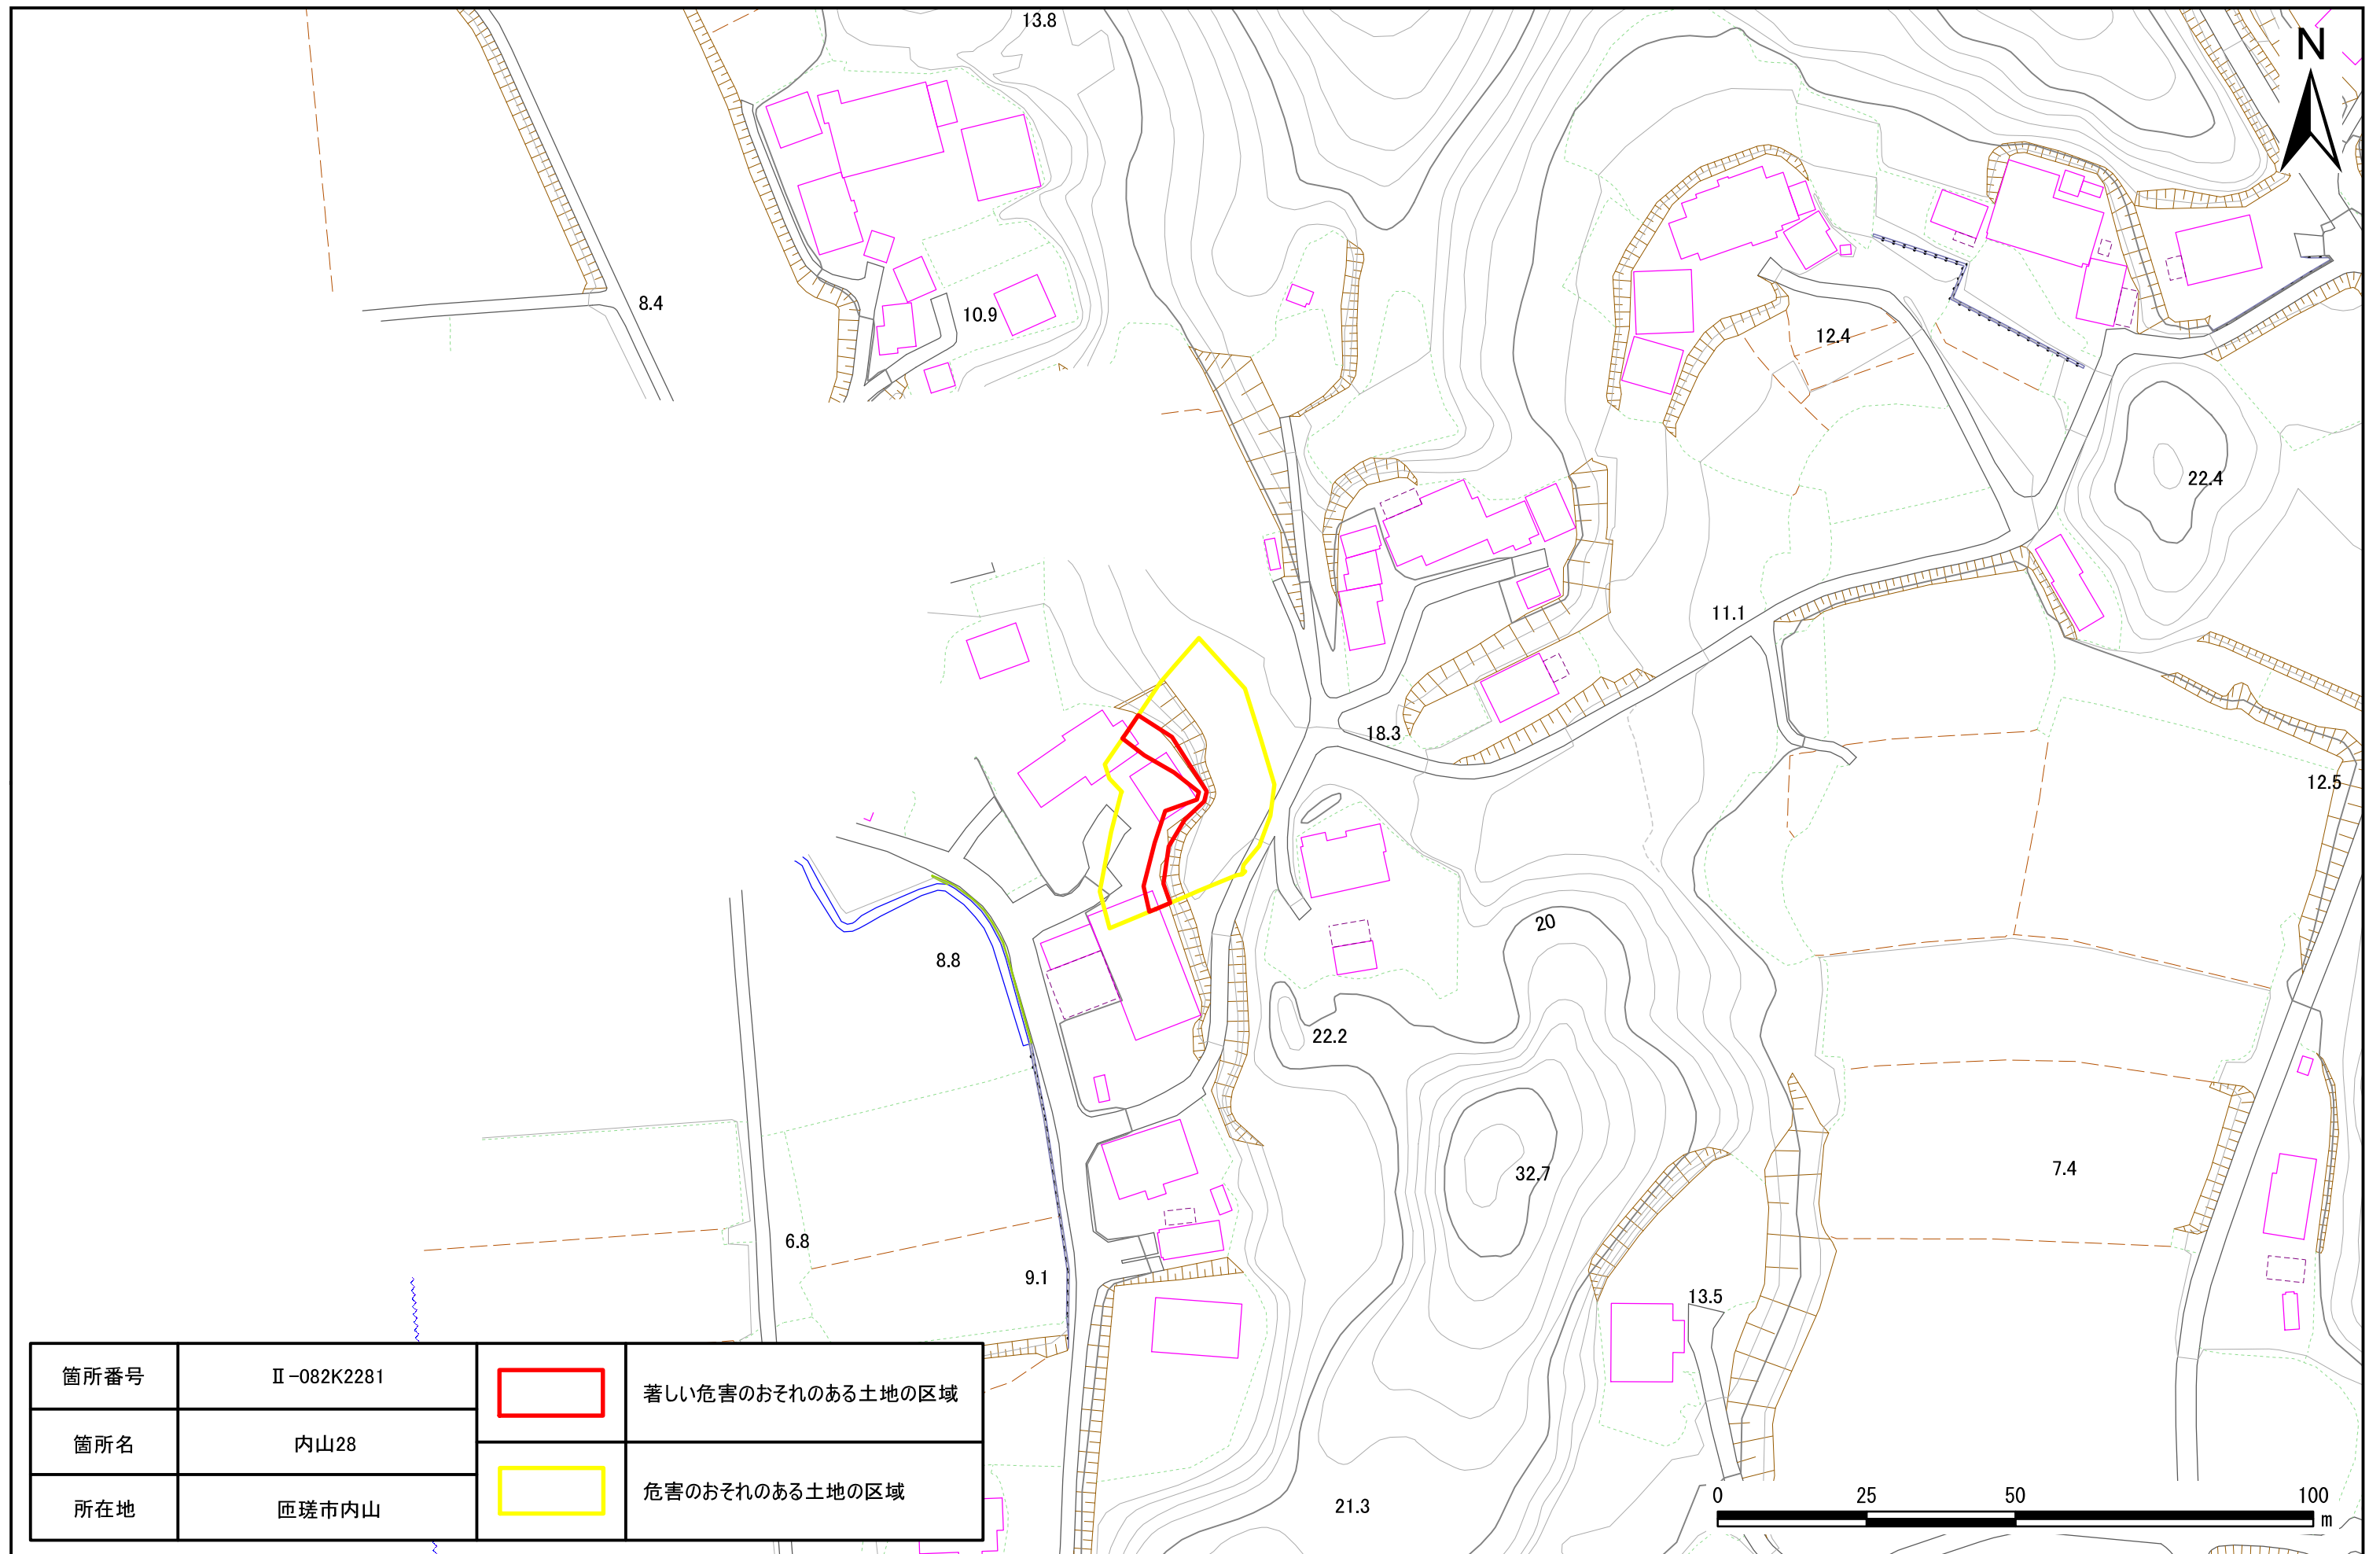 13.8
N
8.4
10.9
12.4
22.4
11.1
18.3
12.5
20
8.8
22.2
32.7
7.4
6.8
9.1
13.5
21.3
箇所番号 Ⅱ-082K2281
著しい危害のおそれのある土地の区域
箇所名 内山28
危害のおそれのある土地の区域
所在地 匝瑳市内山
0 25 50 100
m